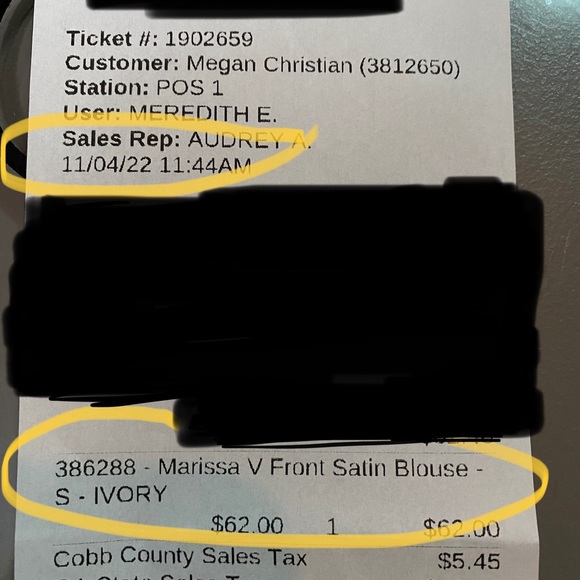 Ticket #: 1902659
Customer: Megan Christian (3812650)
Station: POS 1
User: MEREDITH E.
Sales Rep: AUDREY A.
11/04/22 11:44AM
386288 - Marissa V Front Satin Blouse -
S - IVORY
$62.00 1 $62.00
Cobb County Sales Tax
$5.45